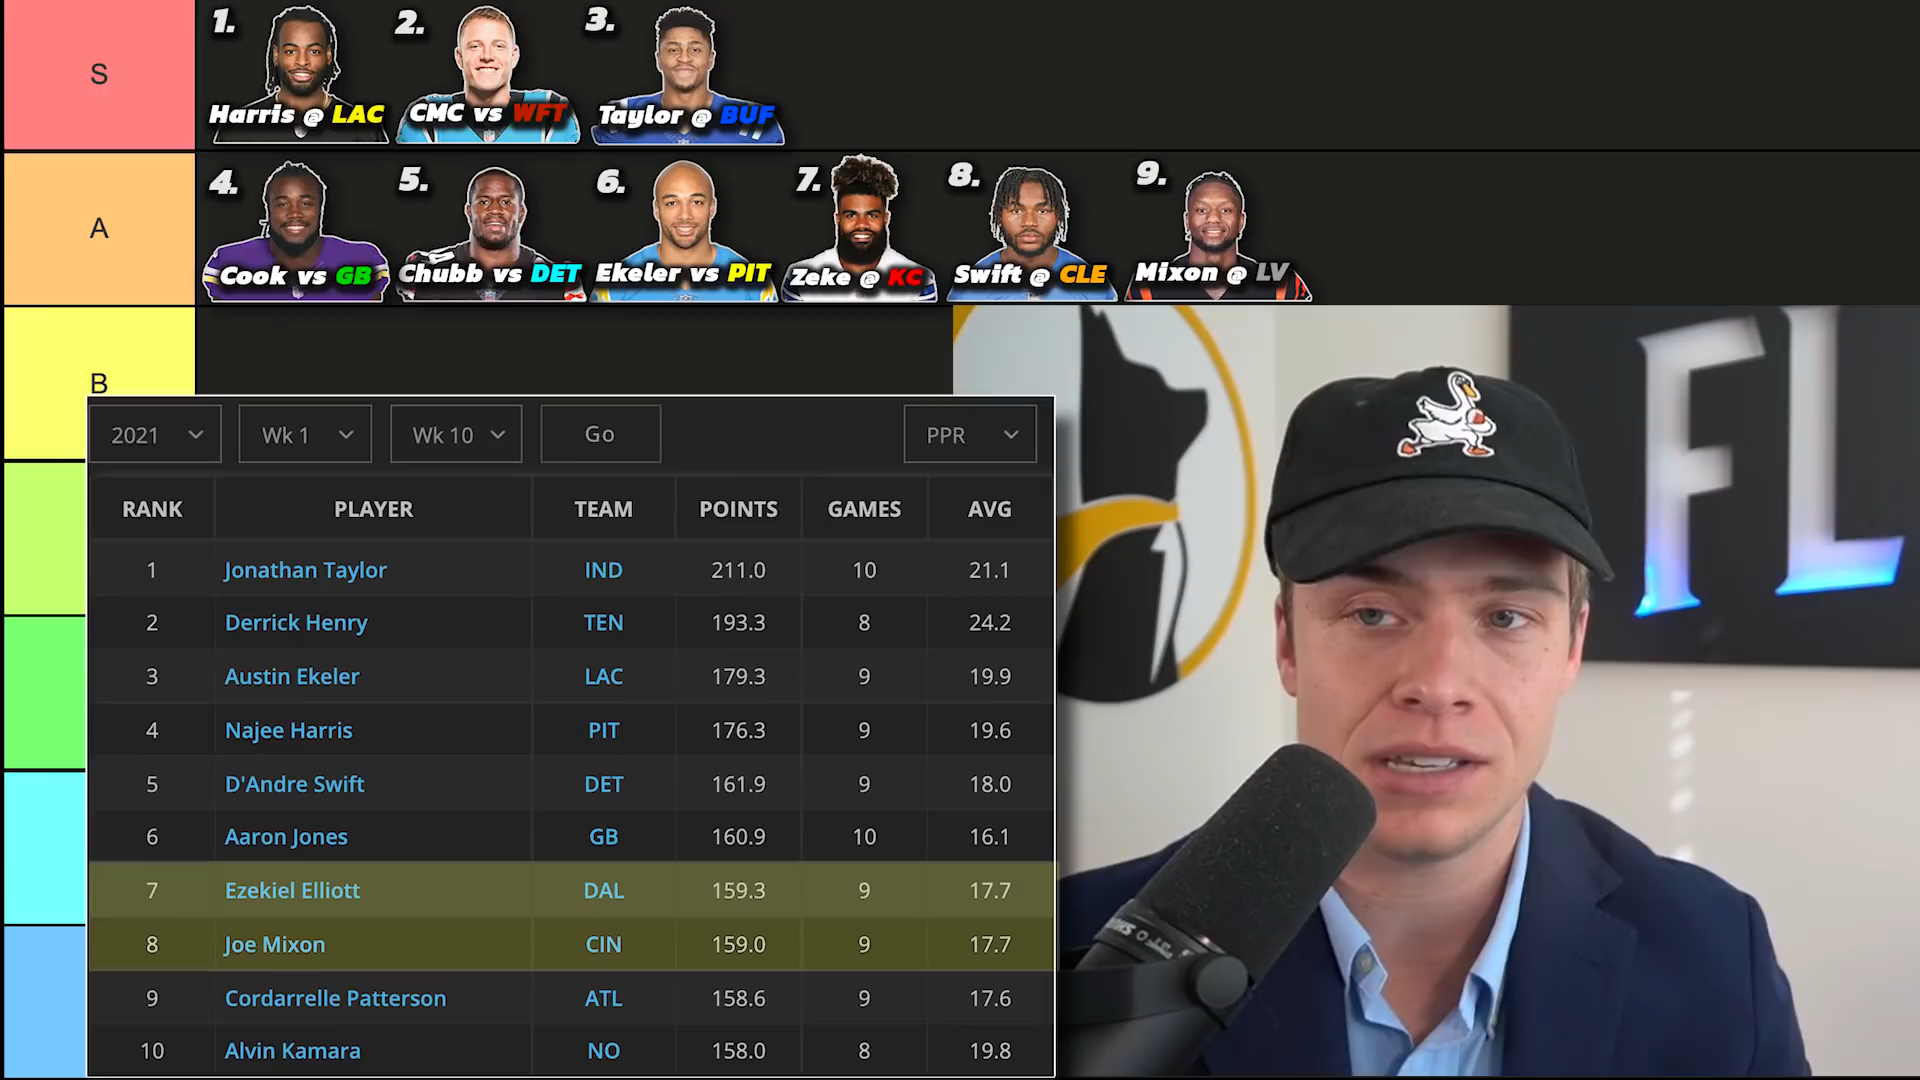 S
1. 2. 3.
Harris @ LAC CMC vs WFT Taylor @ BUF
A
4. 5. 6. 7. 8. 9.
Cook vs GB Chubb vs DET Ekeler vs PIT Zeke @ KC Swift @ CLE Mixon @ LV
B
FL
2021 Wk 1 Wk 10 Go PPR
RANK PLAYER TEAM POINTS GAMES AVG
1 Jonathan Taylor IND 211.0 10 21.1
2 Derrick Henry TEN 193.3 8 24.2
3 Austin Ekeler LAC 179.3 9 19.9
4 Najee Harris PIT 176.3 9 19.6
5 D'Andre Swift DET 161.9 9 18.0
6 Aaron Jones GB 160.9 10 16.1
7 Ezekiel Elliott DAL 159.3 9 17.7
8 Joe Mixon CIN 159.0 9 17.7
9 Cordarrelle Patterson ATL 158.6 9 17.6
10 Alvin Kamara NO 158.0 8 19.8